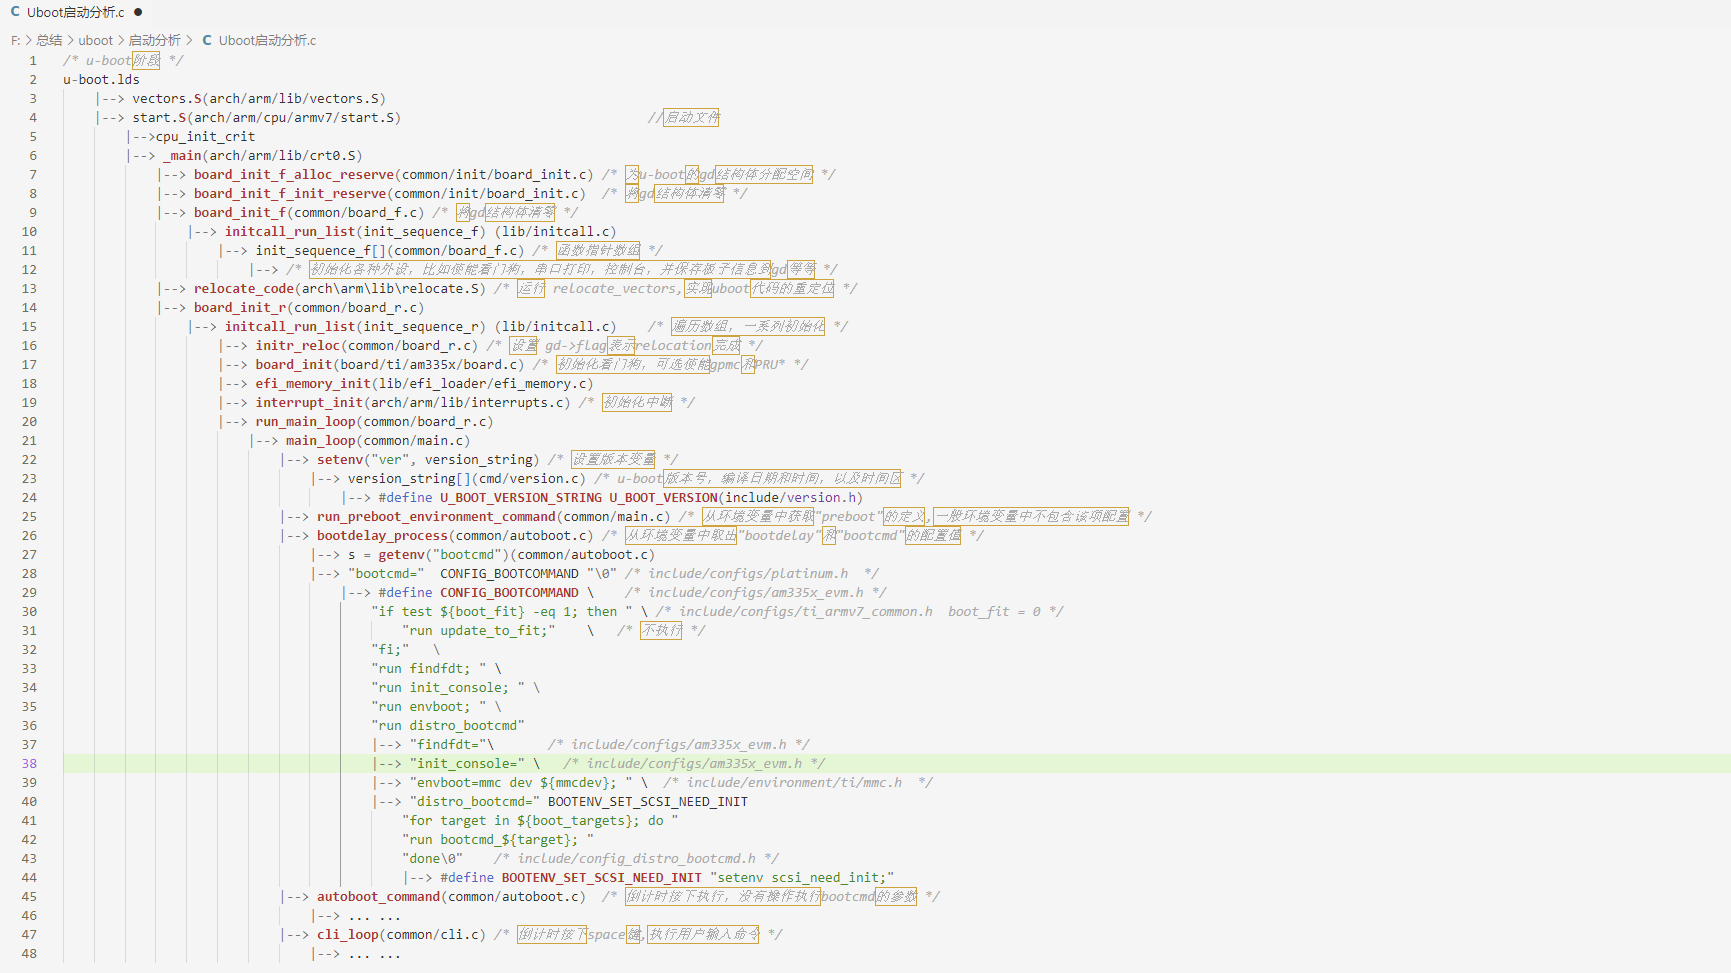 C Uboot启动分析.c ●
F: > 总结 > uboot > 启动分析 > C Uboot启动分析.c
1 /* u-boot阶段 */
2 u-boot.lds
3 |--> vectors.S(arch/arm/lib/vectors.S)
4 |--> start.S(arch/arm/cpu/armv7/start.S) //启动文件
5 |-->cpu_init_crit
6 |--> _main(arch/arm/lib/crt0.S)
7 |--> board_init_f_alloc_reserve(common/init/board_init.c) /* 为u-boot的gd结构体分配空间 */
8 |--> board_init_f_init_reserve(common/init/board_init.c) /* 将gd结构体清零 */
9 |--> board_init_f(common/board_f.c) /* 将gd结构体清零 */
10 |--> initcall_run_list(init_sequence_f) (lib/initcall.c)
11 |--> init_sequence_f[](common/board_f.c) /* 函数指针数组 */
12 |--> /* 初始化各种外设, 比如使能看门狗, 串口打印, 控制台, 并保存板子信息到gd等等 */
13 |--> relocate_code(arch\arm\lib\relocate.S) /* 运行 relocate_vectors,实现uboot代码的重定位 */
14 |--> board_init_r(common/board_r.c)
15 |--> initcall_run_list(init_sequence_r) (lib/initcall.c) /* 遍历数组, 一系列初始化 */
16 |--> initr_reloc(common/board_r.c) /* 设置 gd->flag表示relocation完成 */
17 |--> board_init(board/ti/am335x/board.c) /* 初始化看门狗, 可选使能gpmc和PRU* */
18 |--> efi_memory_init(lib/efi_loader/efi_memory.c)
19 |--> interrupt_init(arch/arm/lib/interrupts.c) /* 初始化中断 */
20 |--> run_main_loop(common/board_r.c)
21 |--> main_loop(common/main.c)
22 |--> setenv("ver", version_string) /* 设置版本变量 */
23 |--> version_string[](cmd/version.c) /* u-boot版本号, 编译日期和时间, 以及时间区 */
24 |--> #define U_BOOT_VERSION_STRING U_BOOT_VERSION(include/version.h)
25 |--> run_preboot_environment_command(common/main.c) /* 从环境变量中获取"preboot"的定义,一般环境变量中不包含该项配置 */
26 |--> bootdelay_process(common/autoboot.c) /* 从环境变量中取出"bootdelay"和"bootcmd"的配置值 */
27 |--> s = getenv("bootcmd")(common/autoboot.c)
28 |--> "bootcmd=" CONFIG_BOOTCOMMAND "\0" /* include/configs/platinum.h */
29 |--> #define CONFIG_BOOTCOMMAND \ /* include/configs/am335x_evm.h */
30 "if test ${boot_fit} -eq 1; then " \ /* include/configs/ti_armv7_common.h boot_fit = 0 */
31 "run update_to_fit;" \ /* 不执行 */
32 "fi;" \
33 "run findfdt; " \
34 "run init_console; " \
35 "run envboot; " \
36 "run distro_bootcmd"
37 |--> "findfdt="\ /* include/configs/am335x_evm.h */
38 |--> "init_console=" \ /* include/configs/am335x_evm.h */
39 |--> "envboot=mmc dev ${mmcdev}; " \ /* include/environment/ti/mmc.h */
40 |--> "distro_bootcmd=" BOOTENV_SET_SCSI_NEED_INIT
41 "for target in ${boot_targets}; do "
42 "run bootcmd_${target}; "
43 "done\0" /* include/config_distro_bootcmd.h */
44 |--> #define BOOTENV_SET_SCSI_NEED_INIT "setenv scsi_need_init;"
45 |--> autoboot_command(common/autoboot.c) /* 倒计时按下执行, 没有操作执行bootcmd的参数 */
46 |--> ... ...
47 |--> cli_loop(common/cli.c) /* 倒计时按下space键,执行用户输入命令 */
48 |--> ... ...